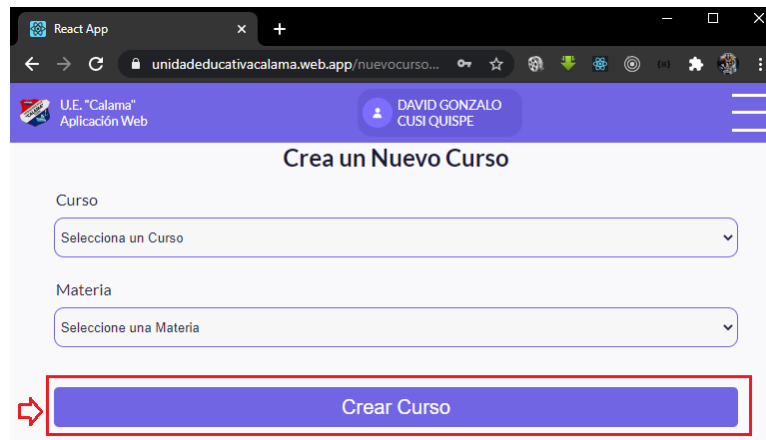 React App
unidadeducativacalama.web.app/nuevocurso...
U.E. "Calama"
Aplicación Web
DAVID GONZALO
CUSI QUISPE
Crea un Nuevo Curso
Curso
Selecciona un Curso
Materia
Seleccione una Materia
Crear Curso